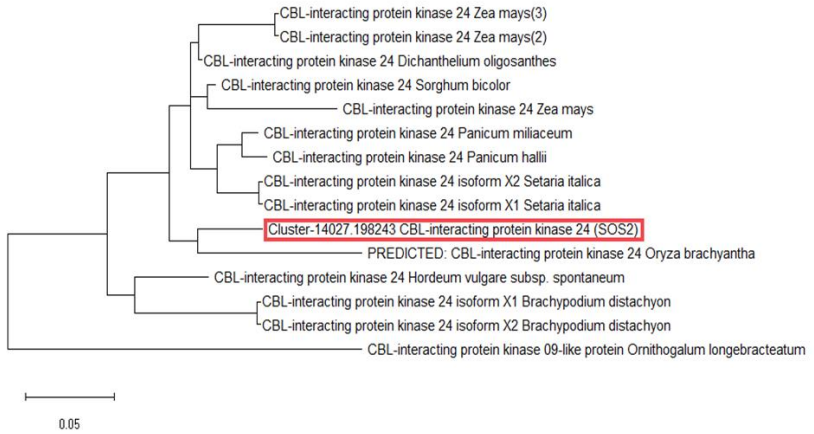 CBL-interacting protein kinase 24 Zea mays(3)
CBL-interacting protein kinase 24 Zea mays(2)
CBL-interacting protein kinase 24 Dichanthelium oligosanthes
CBL-interacting protein kinase 24 Sorghum bicolor
CBL-interacting protein kinase 24 Zea mays
CBL-interacting protein kinase 24 Panicum miliaceum
CBL-interacting protein kinase 24 Panicum hallii
CBL-interacting protein kinase 24 isoform X2 Setaria italica
CBL-interacting protein kinase 24 isoform X1 Setaria italica
Cluster-14027.198243 CBL-interacting protein kinase 24 (SOS2)
PREDICTED: CBL-interacting protein kinase 24 Oryza brachyantha
CBL-interacting protein kinase 24 Hordeum vulgare subsp. spontaneum
CBL-interacting protein kinase 24 isoform X1 Brachypodium distachyon
CBL-interacting protein kinase 24 isoform X2 Brachypodium distachyon
CBL-interacting protein kinase 09-like protein Ornithogalum longebracteatum
0.05